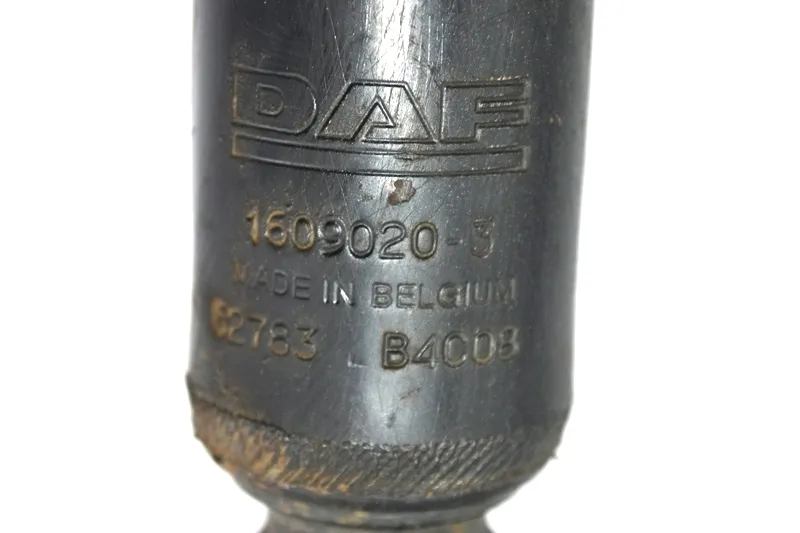 DAF
1609020-3
MADE IN BELGIUM
62783 B4C08